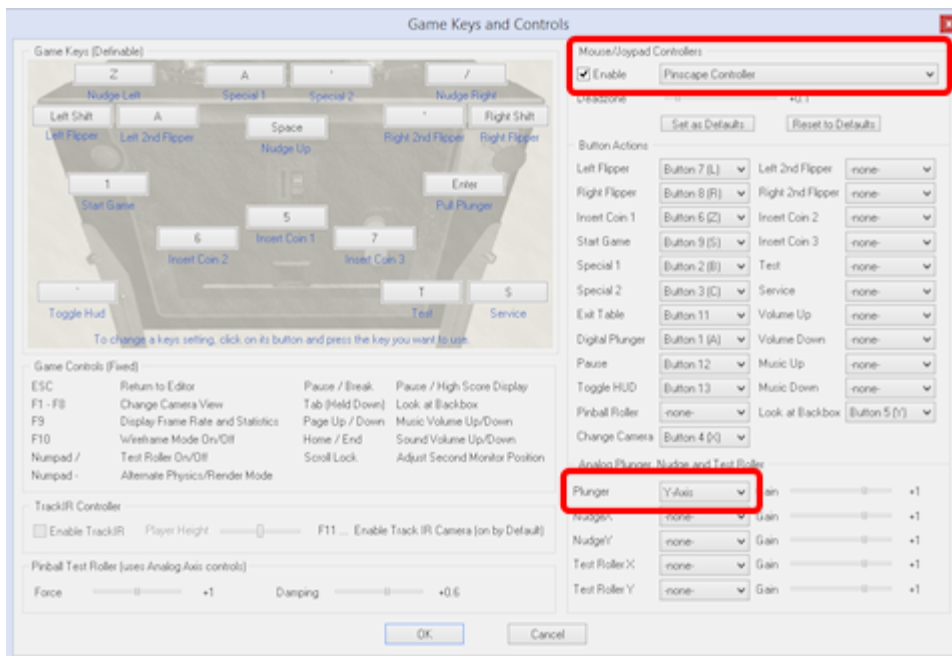 Game Keys and Controls
Game Keys (Definable)
Z
Nudge Left
A
Special 1
'
Special 2
/
Nudge Right
Left Shift
Left Flipper
A
Left 2nd Flipper
Space
Nudge Up
Right 2nd Flipper
Right Shift
Right Flipper
1
Start Game
Enter
Pull Plunger
5
Insert Coin 1
6
Insert Coin 2
7
Insert Coin 3
Toggle Hud
T
Test
S
Service
To change a keys setting, click on its button and press the key you want to use.
Game Controls (Fixed)
ESC Return to Editor Pause / Break Pause / High Score Display
F1 - F8 Change Camera View Tab (Held Down) Look at Backbox
F9 Display Frame Rate and Statistics Page Up / Down Music Volume Up/Down
F10 Wireframe Mode On/Off Home / End Sound Volume Up/Down
Numpad / Test Roller On/Off Scroll Lock Adjust Second Monitor Position
Numpad - Alternate Physics/Render Mode
TrackIR Controller
Enable TrackIR Player Height F11 ... Enable Track IR Camera (on by Default)
Pinball Test Roller (uses Analog Axis controls)
Force +1 Damping +0.6
OK Cancel
Mouse/Joypad Controllers
Enable Pinscape Controller
Deadzone +0.1
Set as Defaults Reset to Defaults
Button Actions
Left Flipper Button 7 (L) Left 2nd Flipper -none-
Right Flipper Button 8 (R) Right 2nd Flipper -none-
Insert Coin 1 Button 6 (Z) Insert Coin 2 -none-
Start Game Button 9 (S) Insert Coin 3 -none-
Special 1 Button 2 (B) Test -none-
Special 2 Button 3 (C) Service -none-
Exit Table Button 11 Volume Up -none-
Digital Plunger Button 1 (A) Volume Down -none-
Pause Button 12 Music Up -none-
Toggle HUD Button 13 Music Down -none-
Pinball Roller -none- Look at Backbox Button 5 (Y)
Change Camera Button 4 (X)
Analog Plunger, Nudge and Test Roller
Plunger Y-Axis Gain +1
NudgeX -none- Gain +1
NudgeY -none- Gain +1
Test Roller X -none- Gain +1
Test Roller Y -none- Gain +1